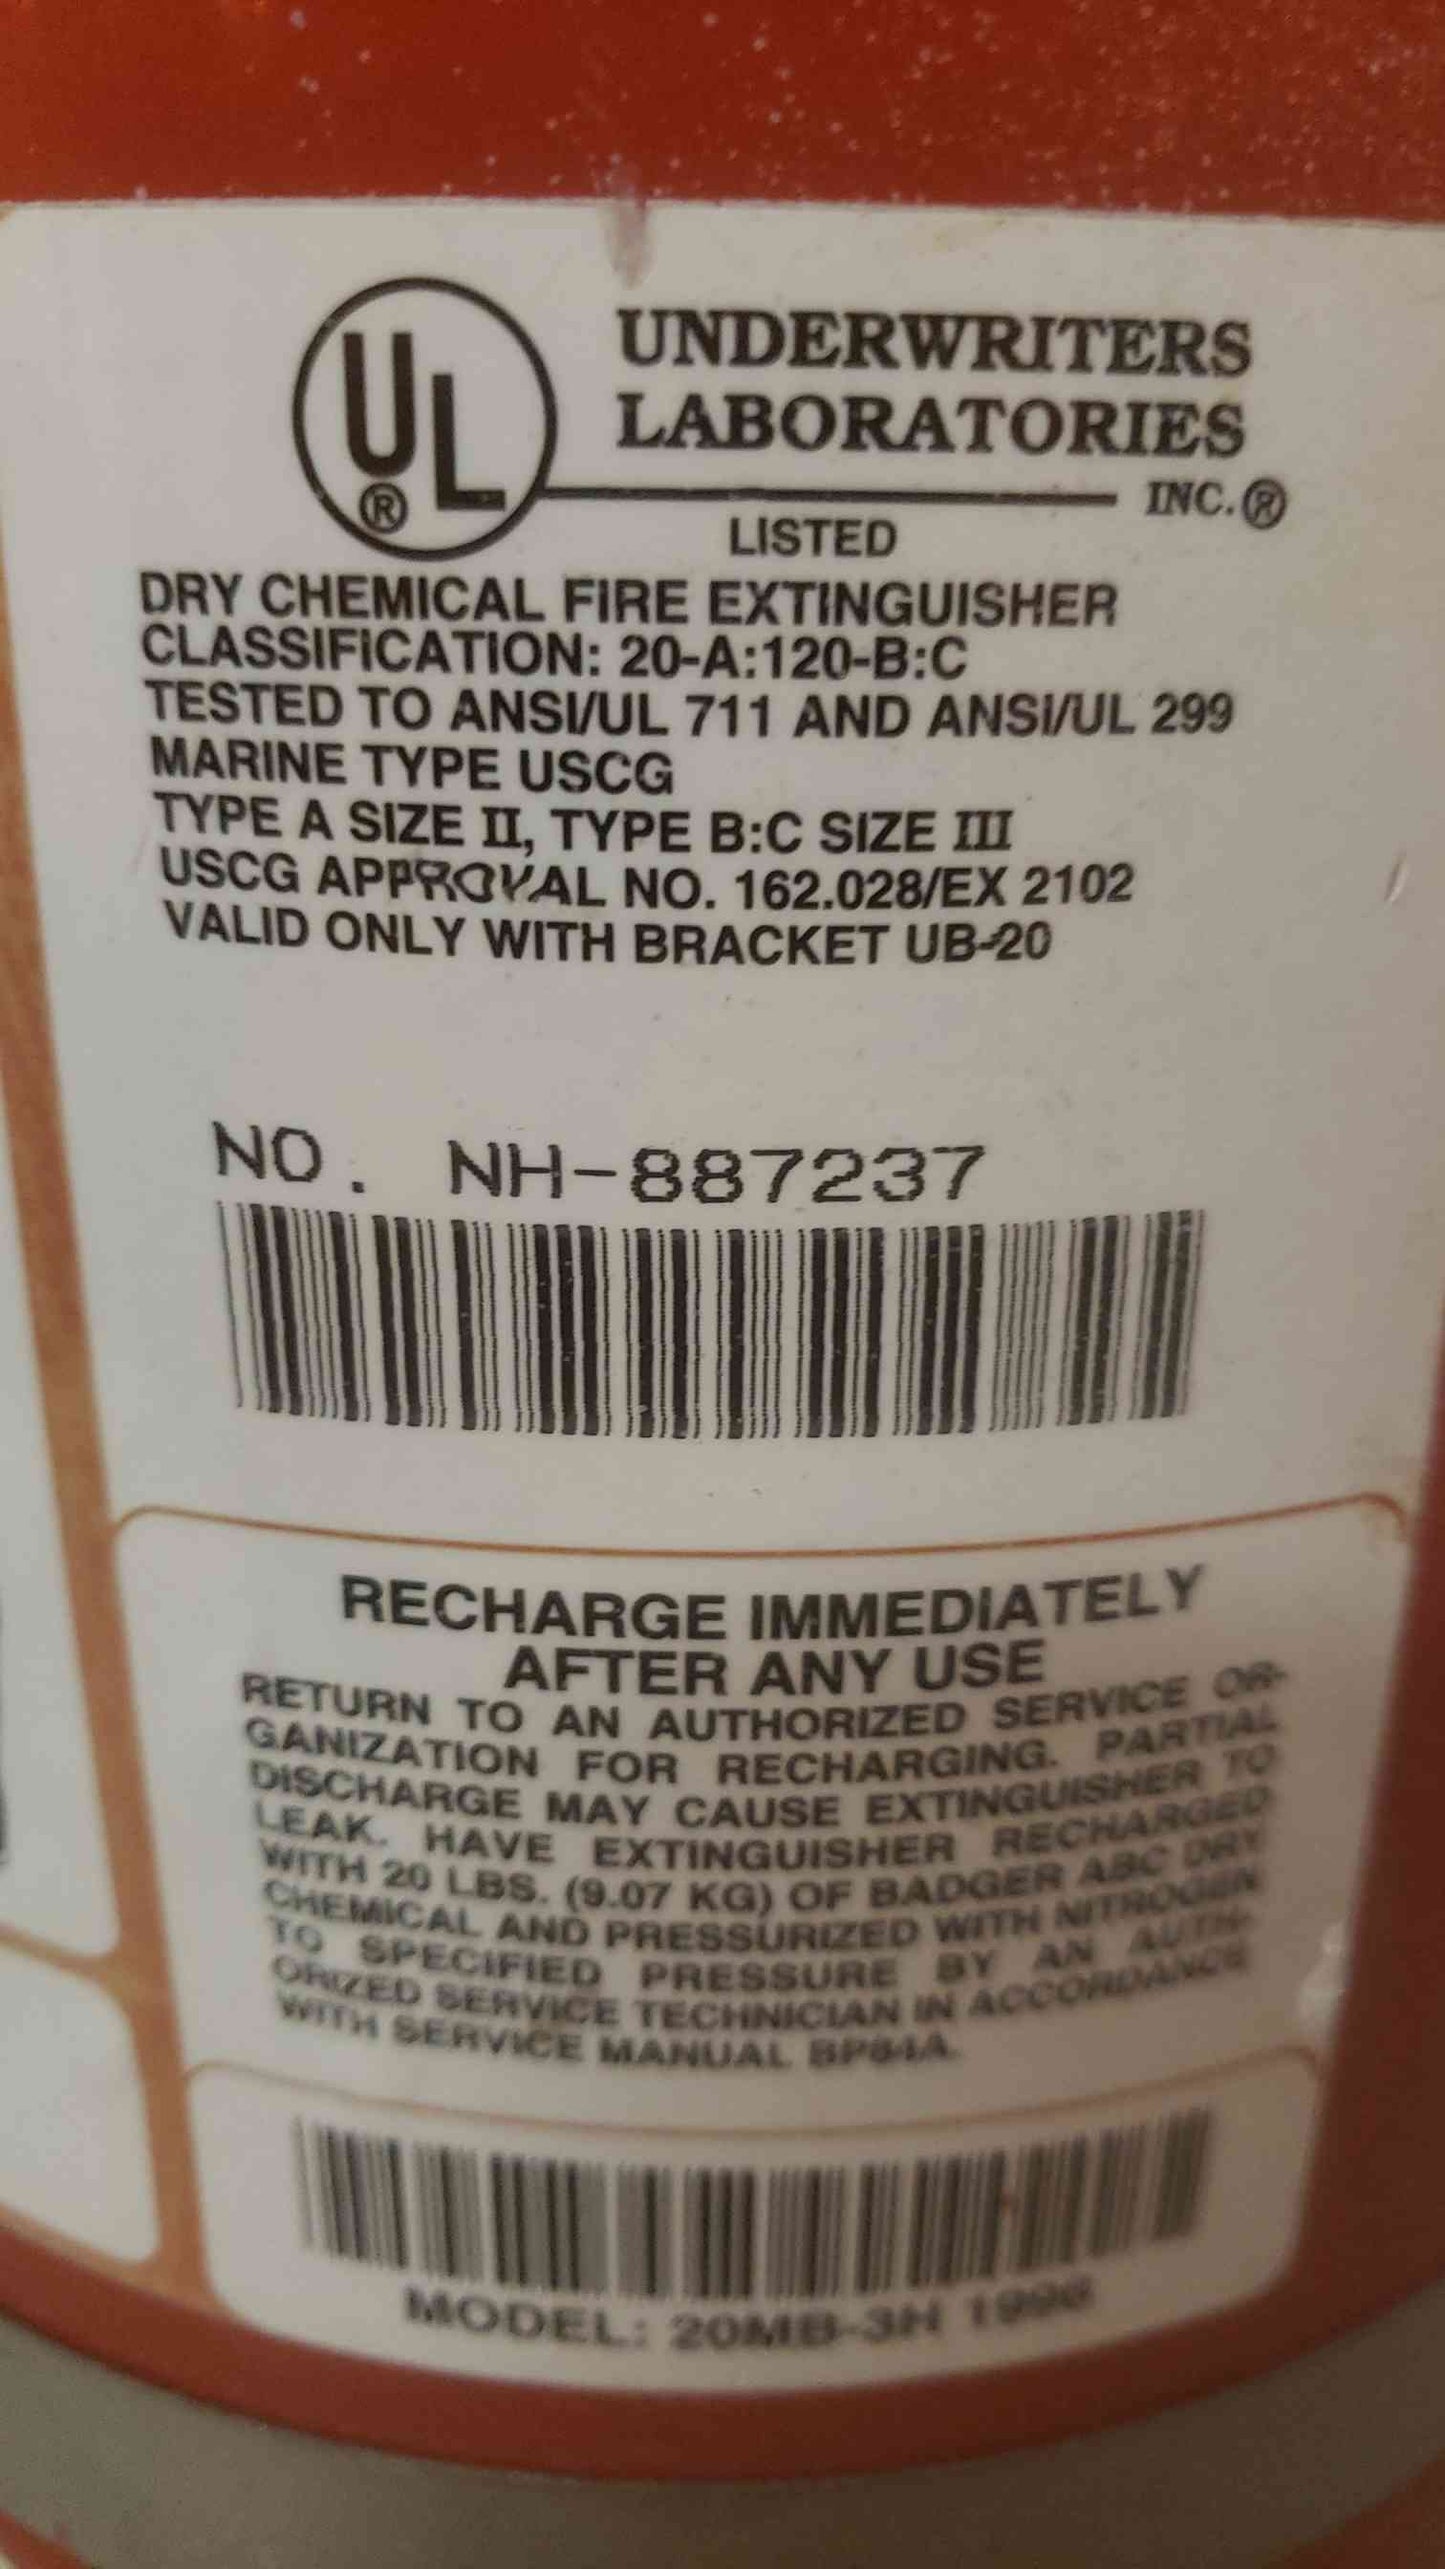 UL®
UNDERWRITERS
LABORATORIES
INC.®
LISTED
DRY CHEMICAL FIRE EXTINGUISHER
CLASSIFICATION: 20-A:120-B:C
TESTED TO ANSI/UL 711 AND ANSI/UL 299
MARINE TYPE USCG
TYPE A SIZE II, TYPE B:C SIZE III
USCG APPROVAL NO. 162.028/EX 2102
VALID ONLY WITH BRACKET UB-20
NO. NH-887237
RECHARGE IMMEDIATELY
AFTER ANY USE
RETURN TO AN AUTHORIZED SERVICE OR-
GANIZATION FOR RECHARGING. PARTIAL
DISCHARGE MAY CAUSE EXTINGUISHER TO
LEAK. HAVE EXTINGUISHER RECHARGED
WITH 20 LBS. (9.07 KG) OF BADGER ABC DRY
CHEMICAL AND PRESSURIZED WITH NITROGEN
TO SPECIFIED PRESSURE BY AN AUTH-
ORIZED SERVICE TECHNICIAN IN ACCORDANCE
WITH SERVICE MANUAL BP84A.
MODEL: 20MB-3H 1996